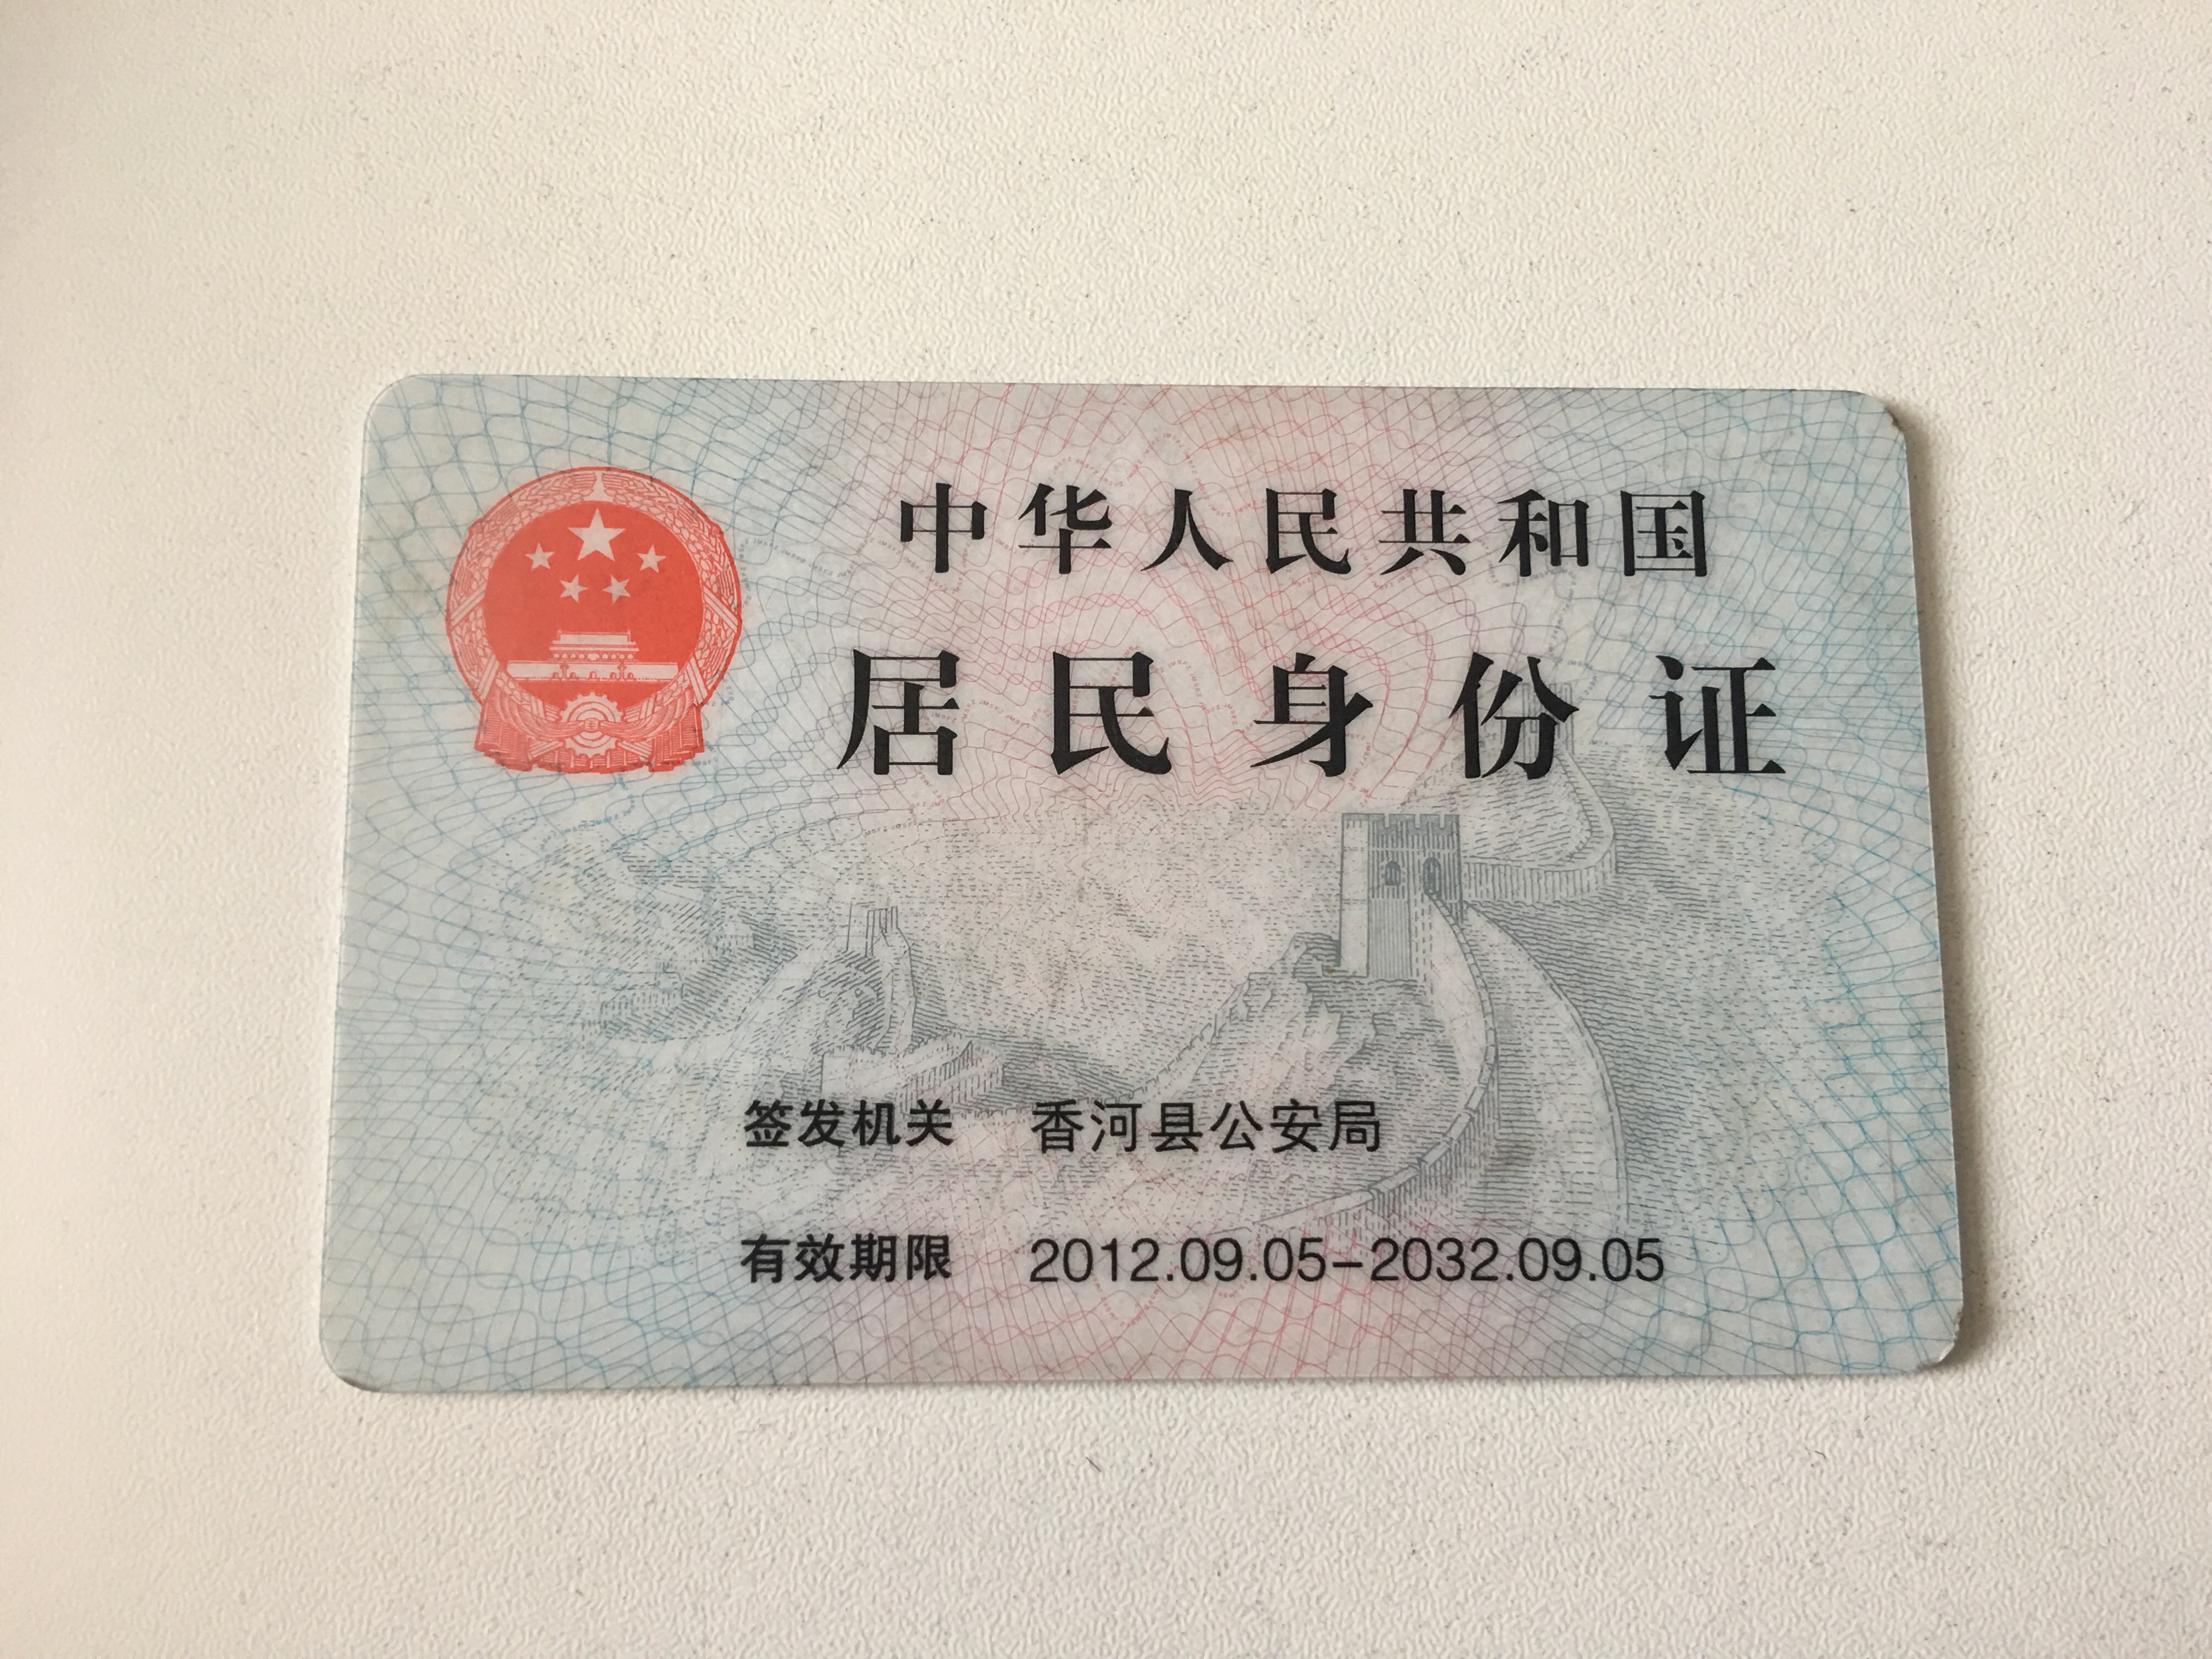 中华人民共和国
居民身份证
签发机关 香河县公安局
有效期限 2012.09.05-2032.09.05